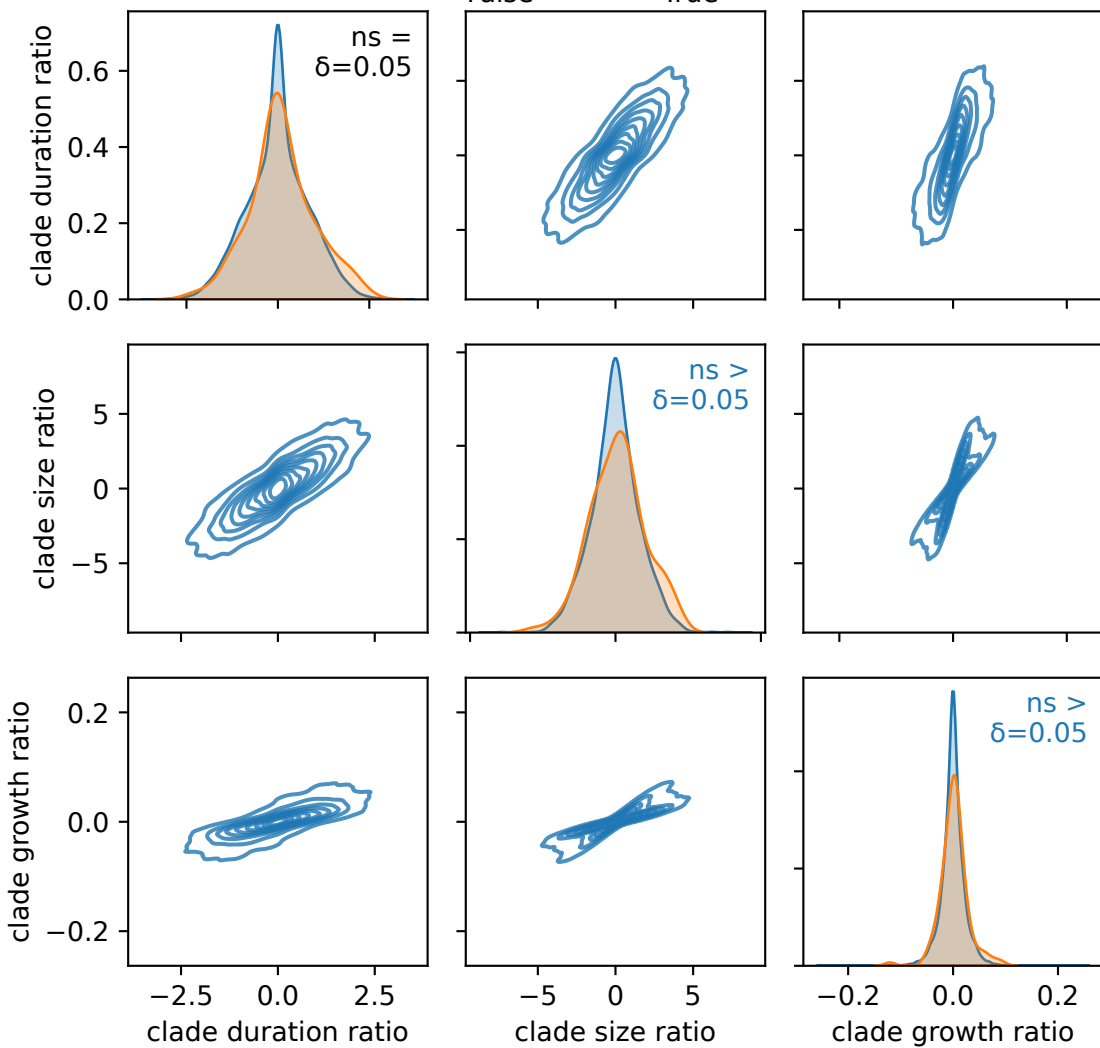 clade duration ratio
0.6
0.4
0.2
0.0
ns =
δ=0.05
clade size ratio
5
0
−5
ns >
δ=0.05
clade growth ratio
0.2
0.0
−0.2
ns >
δ=0.05
−2.5 0.0 2.5
−5 0 5
−0.2 0.0 0.2
clade duration ratio
clade size ratio
clade growth ratio